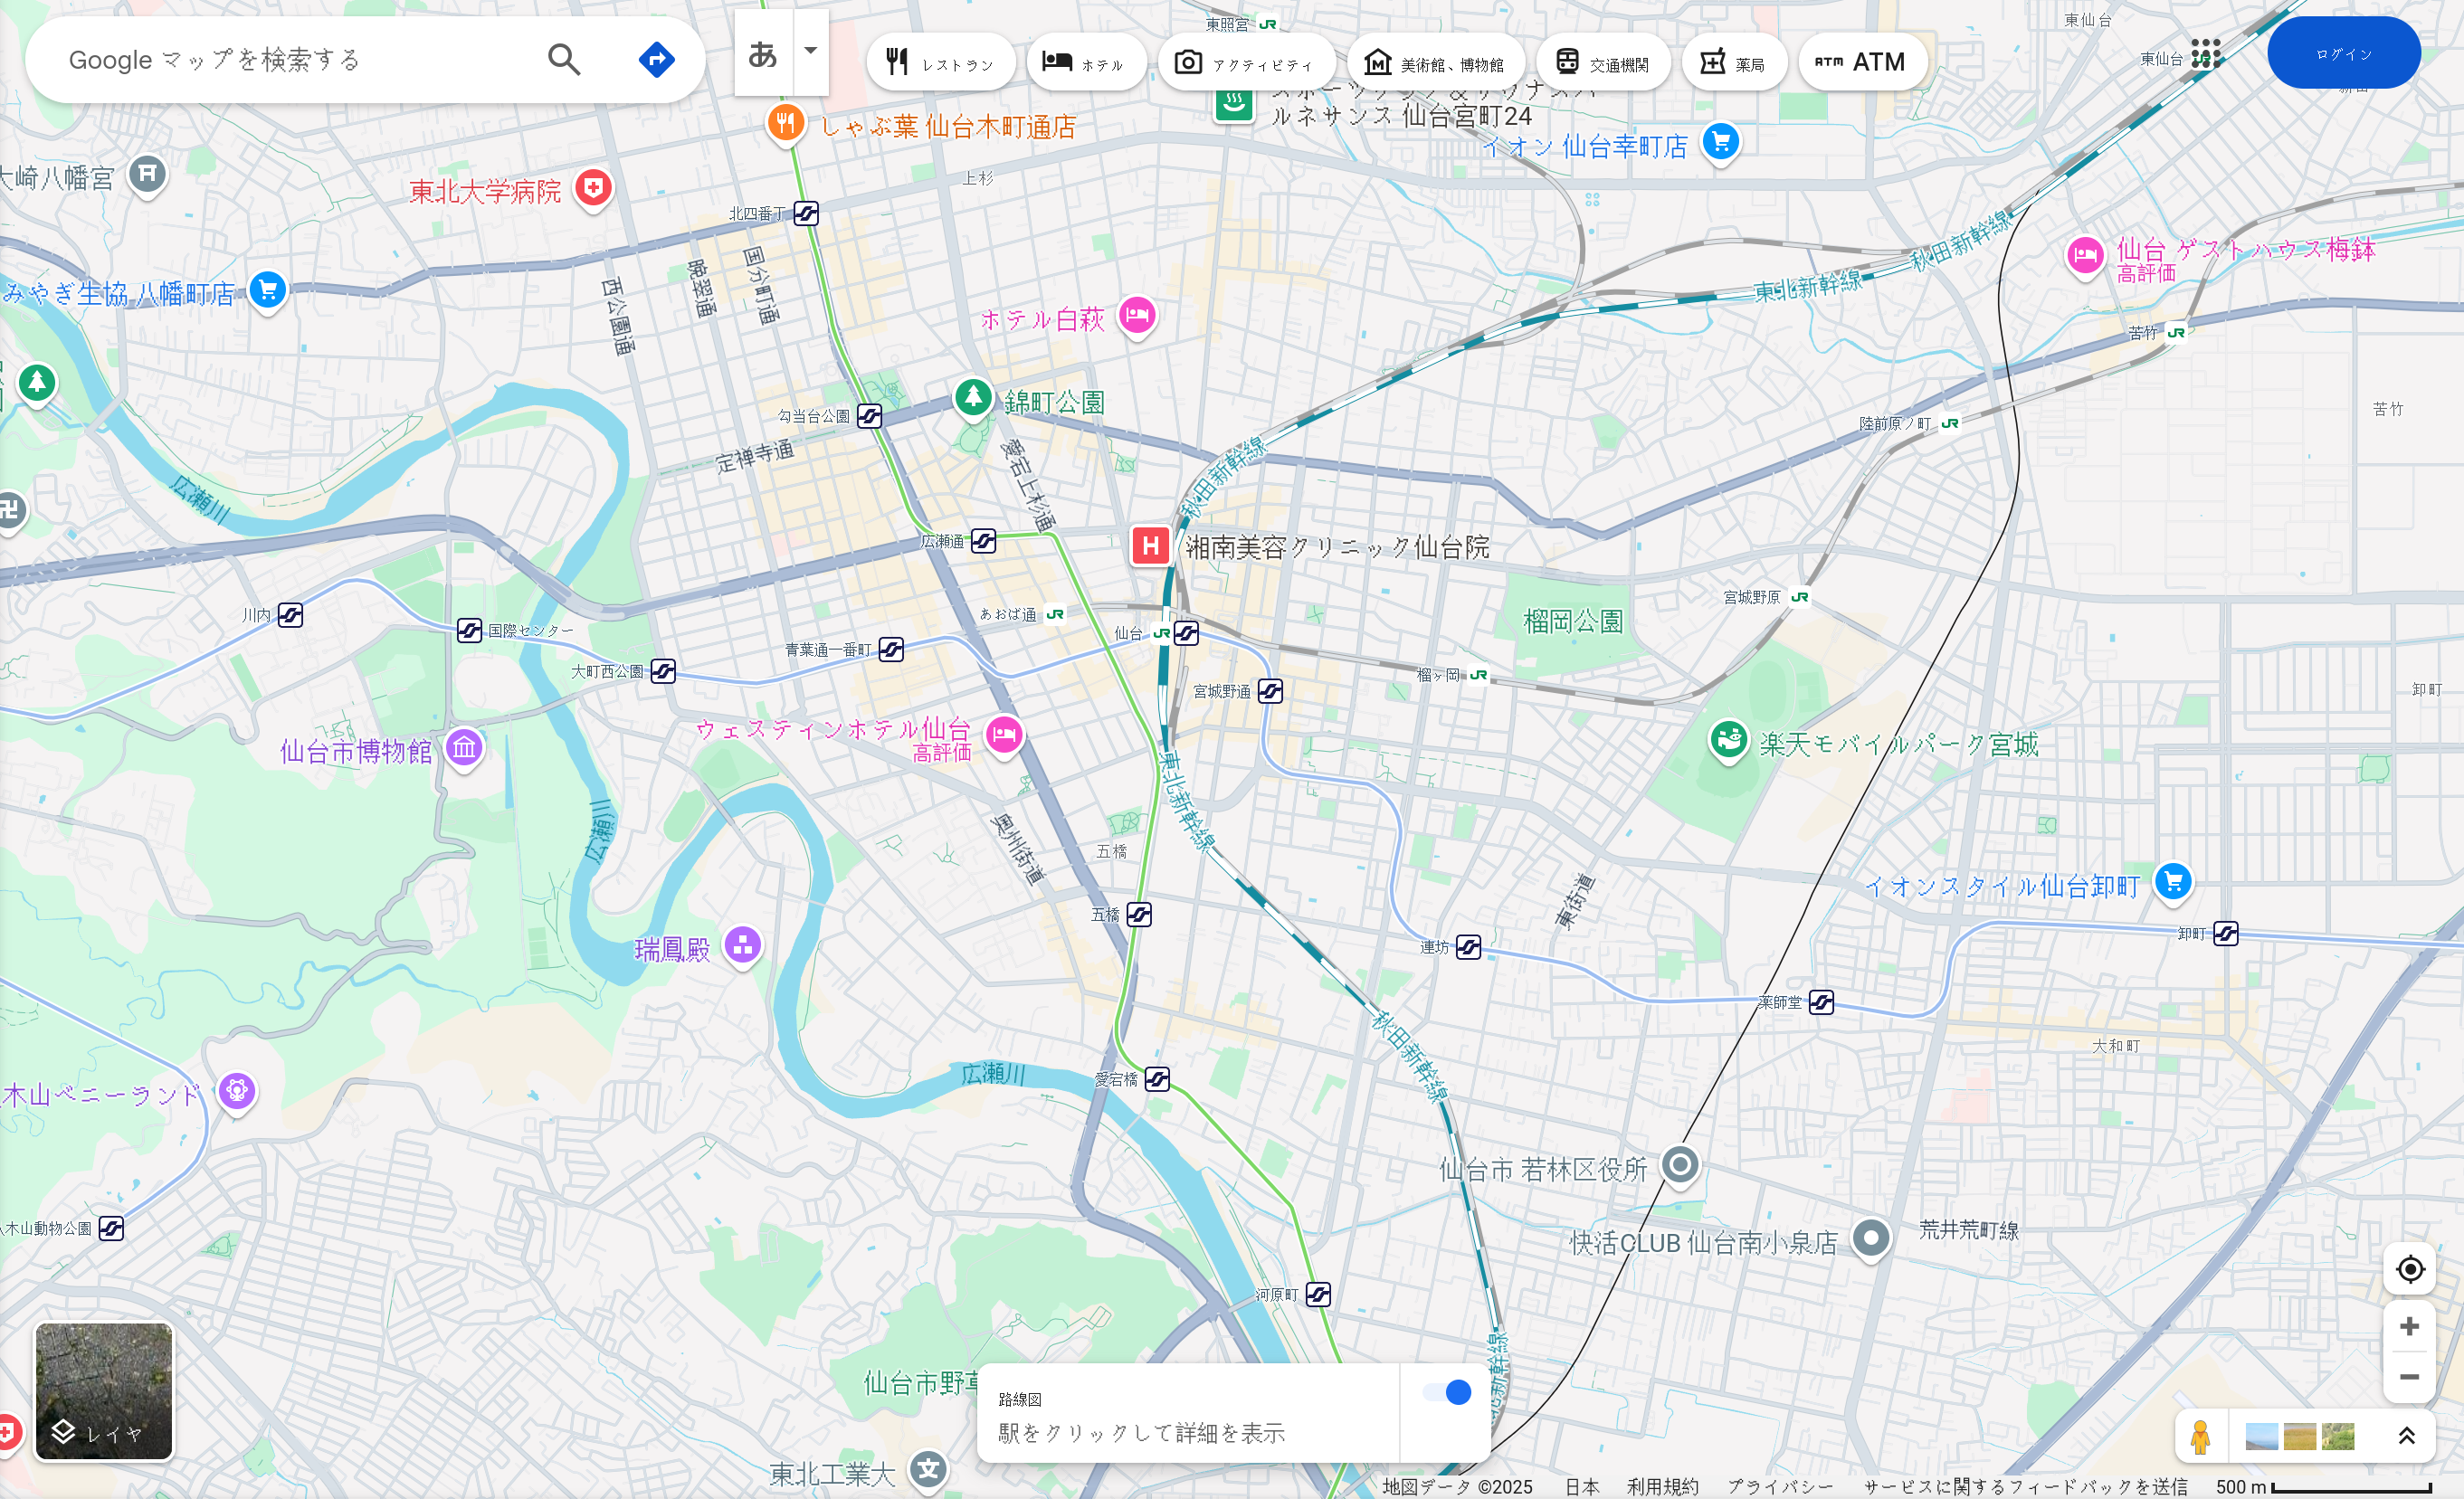 Google マップを検索する
あ
レストラン
ホテル
アクティビティ
美術館、博物館
交通機関
薬局
ATM
ATM
ログイン
東照宮
JR
東仙台
東仙台
ルネサンス 仙台宮町24
しゃぶ葉 仙台木町通店
イオン 仙台幸町店
大崎八幡宮
東北大学病院
上杉
北四番丁
秋田新幹線
仙台 ゲストハウス梅鉢
高評価
みやぎ生協 八幡町店
西公園通
晩翠通
国分町通
東北新幹線
ホテル白萩
苦竹
JR
苦竹
錦町公園
勾当台公園
陸前原ノ町
JR
定禅寺通
愛宕上杉通
秋田新幹線
広瀬川
広瀬通
H
湘南美容クリニック仙台院
宮城野原
JR
川内
国際センター
あおば通
JR
榴岡公園
仙台
JR
青葉通一番町
大町西公園
榴ヶ岡
JR
宮城野通
卸町
ウェスティンホテル仙台
高評価
仙台市博物館
楽天モバイルパーク宮城
東北新幹線
広瀬川
奥州街道
五橋
イオンスタイル仙台卸町
東街道
五橋
卸町
瑞鳳殿
連坊
薬師堂
大和町
秋田新幹線
広瀬川
愛宕橋
木山ベニーランド
仙台市 若林区役所
八木山動物公園
荒井荒町線
快活CLUB 仙台南小泉店
河原町
仙台市野草
路線図
駅をクリックして詳細を表示
レイヤ
東北工業大
文
地図データ ©2025
日本
利用規約
プライバシー
サービスに関するフィードバックを送信
500 m